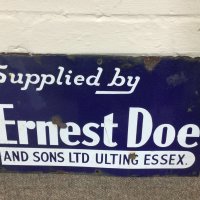 Supplied by
Ernest Doe
AND SONS LTD ULTING ESSEX.